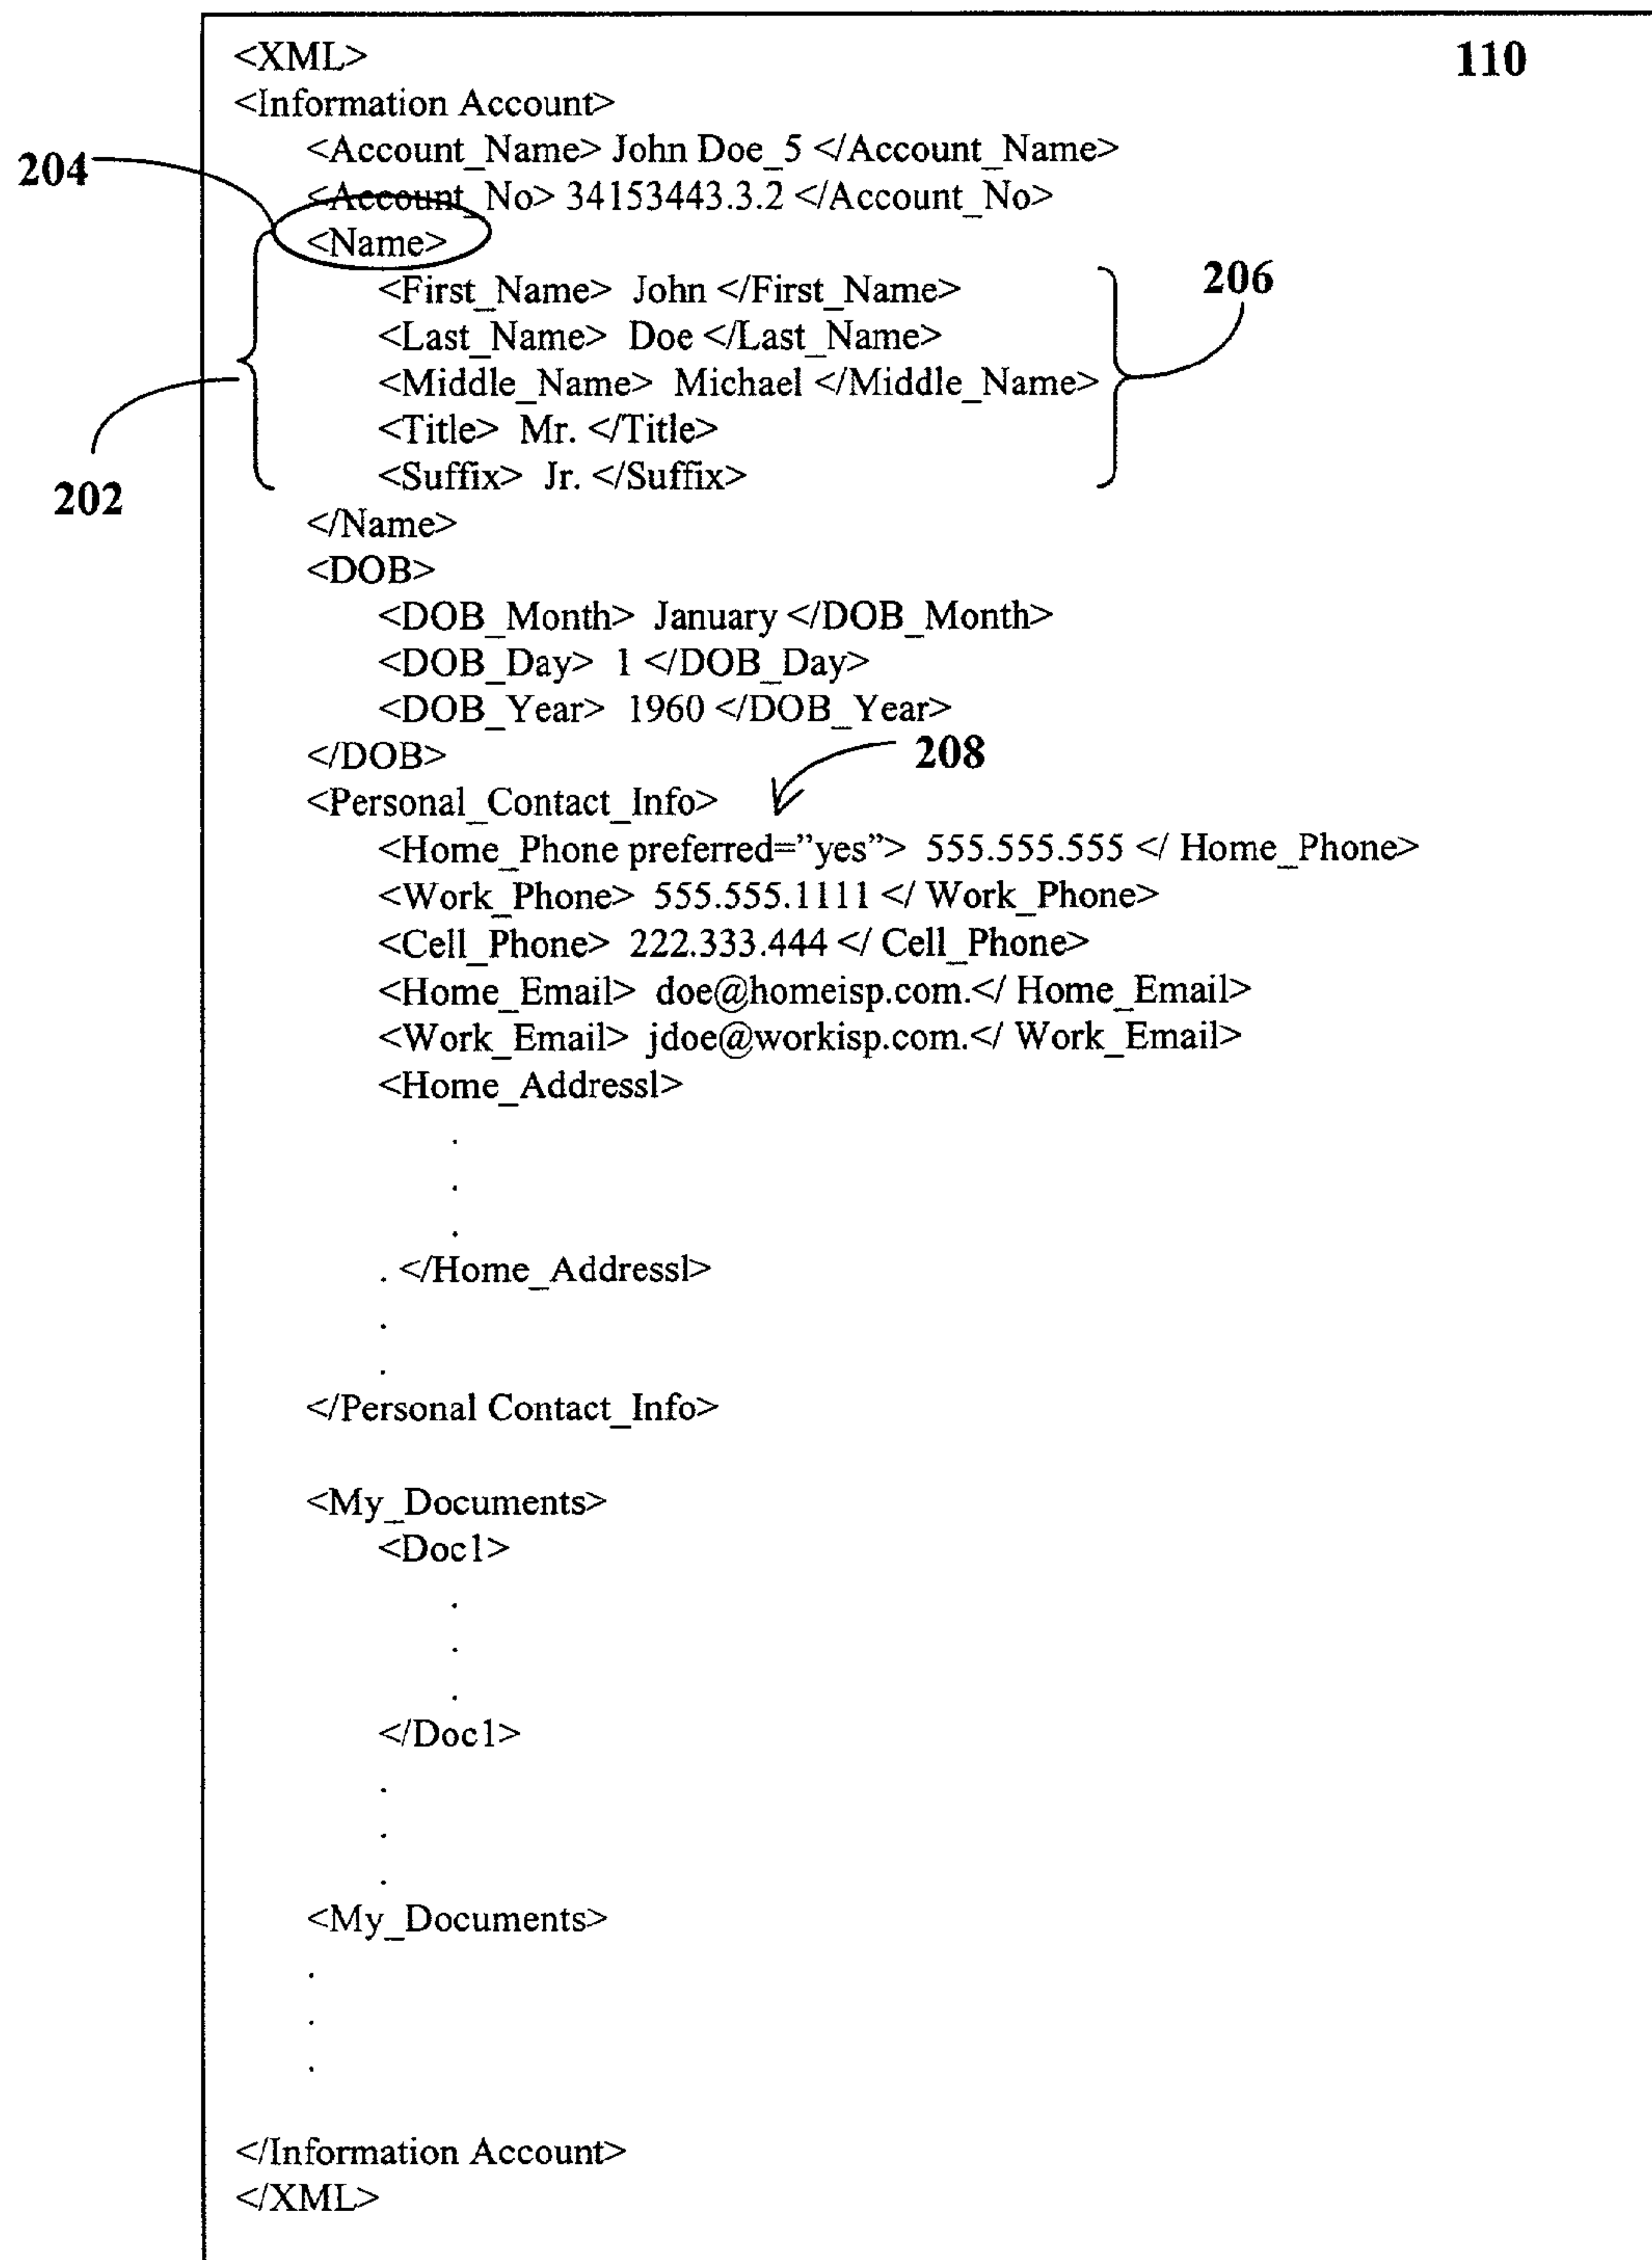 110
<XML>
<Information Account>
<Account_Name> John Doe_5 </Account_Name>
204
<Account_No> 34153443.3.2 </Account_No>
<Name>
206
<First_Name> John </First_Name>
<Last_Name> Doe </Last_Name>
<Middle_Name> Michael </Middle_Name>
<Title> Mr. </Title>
<Suffix> Jr. </Suffix>
202
</Name>
<DOB>
<DOB_Month> January </DOB_Month>
<DOB_Day> 1 </DOB_Day>
<DOB_Year> 1960 </DOB_Year>
</DOB>
208
<Personal_Contact_Info>
<Home_Phone preferred=”yes”> 555.555.555 </ Home_Phone>
<Work_Phone> 555.555.1111 </ Work_Phone>
<Cell_Phone> 222.333.444 </ Cell_Phone>
<Home_Email> doe@homeisp.com.</ Home_Email>
<Work_Email> jdoe@workisp.com.</ Work_Email>
<Home_Addressl>
.
.
.
. </Home_Addressl>
.
.
</Personal Contact_Info>
<My_Documents>
<Doc1>
.
.
.
</Doc1>
.
.
.
<My_Documents>
.
.
.
</Information Account>
</XML>